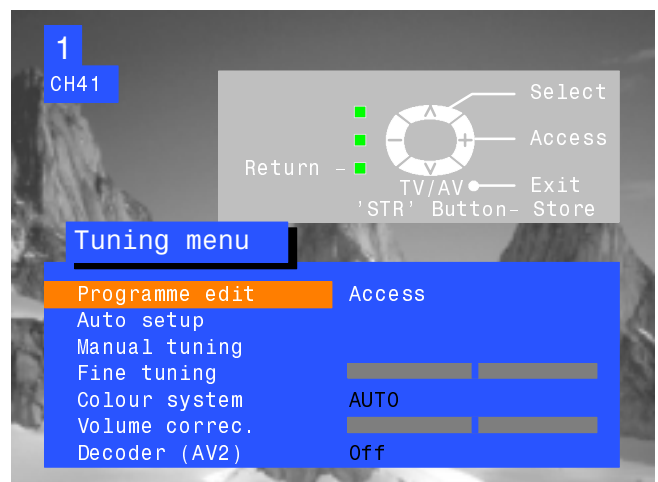 1
CH41
Select
Access
Return –
TV/AV Exit
'STR' Button– Store
Tuning menu
Programme edit Access
Auto setup
Manual tuning
Fine tuning
Colour system AUTO
Volume correc.
Decoder (AV2) Off